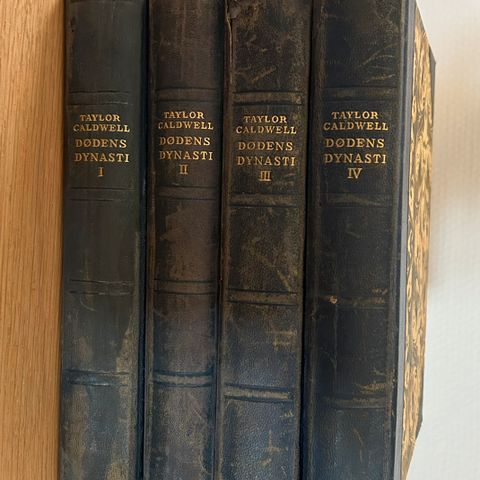 TAYLOR
CALDWELL
DØDENS
DYNASTI
I
TAYLOR
CALDWELL
DØDENS
DYNASTI
II
TAYLOR
CALDWELL
DØDENS
DYNASTI
III
TAYLOR
CALDWELL
DØDENS
DYNASTI
IV